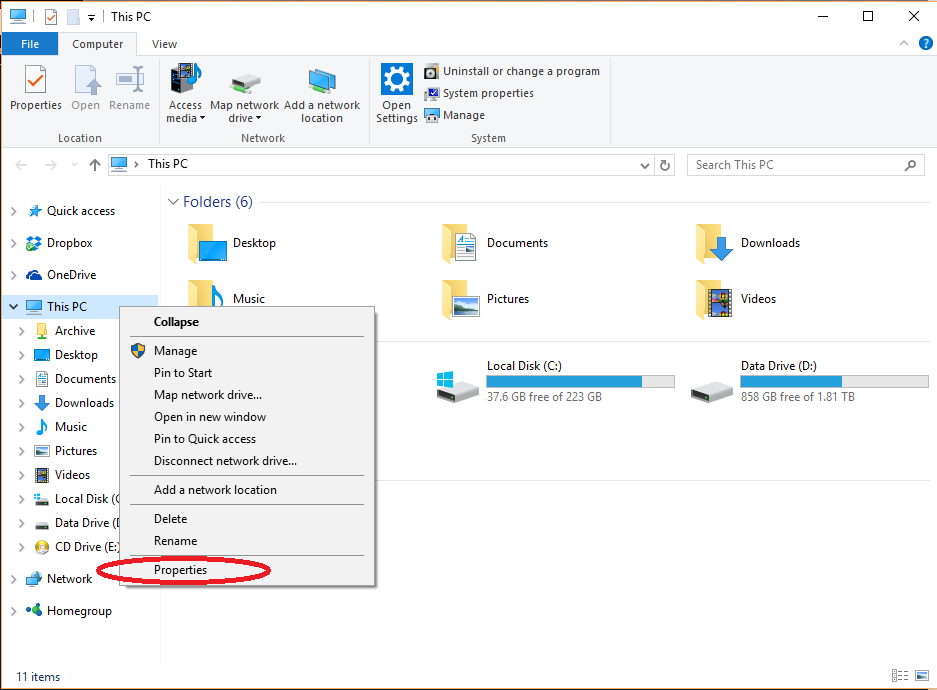 This PC
File
Computer
View
?
Properties
Open
Rename
Location
Access media
Map network drive
Add a network location
Network
Open Settings
Uninstall or change a program
System properties
Manage
System
This PC
Search This PC
Quick access
Dropbox
OneDrive
This PC
Archive
Desktop
Documents
Downloads
Music
Pictures
Videos
Local Disk (C
Data Drive (D
CD Drive (E:)
Network
Homegroup
Folders (6)
Desktop
Documents
Downloads
Music
Pictures
Videos
Local Disk (C:)
37.6 GB free of 223 GB
Data Drive (D:)
858 GB free of 1.81 TB
Collapse
Manage
Pin to Start
Map network drive...
Open in new window
Pin to Quick access
Disconnect network drive...
Add a network location
Delete
Rename
Properties
11 items